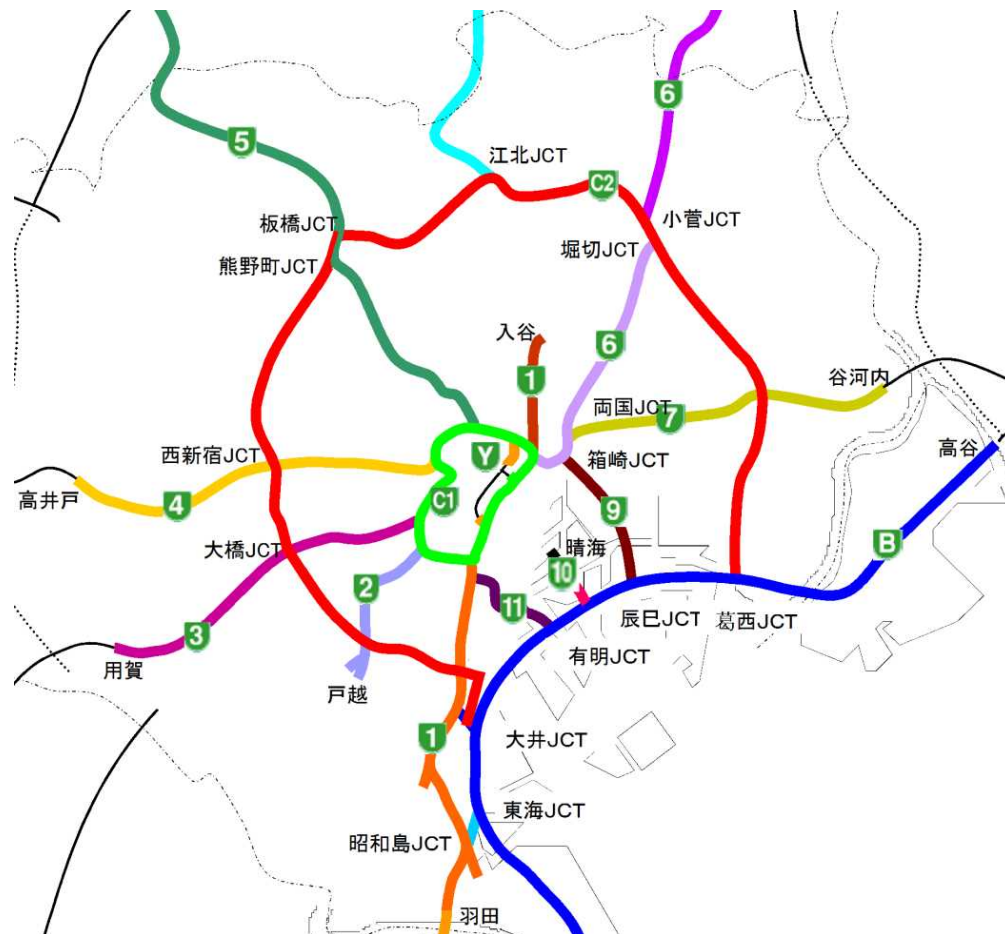 6
5
江北JCT
C2
小菅JCT
板橋JCT
堀切JCT
熊野町JCT
入谷
6
1
谷河内
両国JCT
7
高谷
西新宿JCT
Y
箱崎JCT
高井戸
4
C1
9
大橋JCT
晴海
B
10
2
11
辰巳JCT
葛西JCT
3
有明JCT
用賀
戸越
1
大井JCT
東海JCT
昭和島JCT
羽田